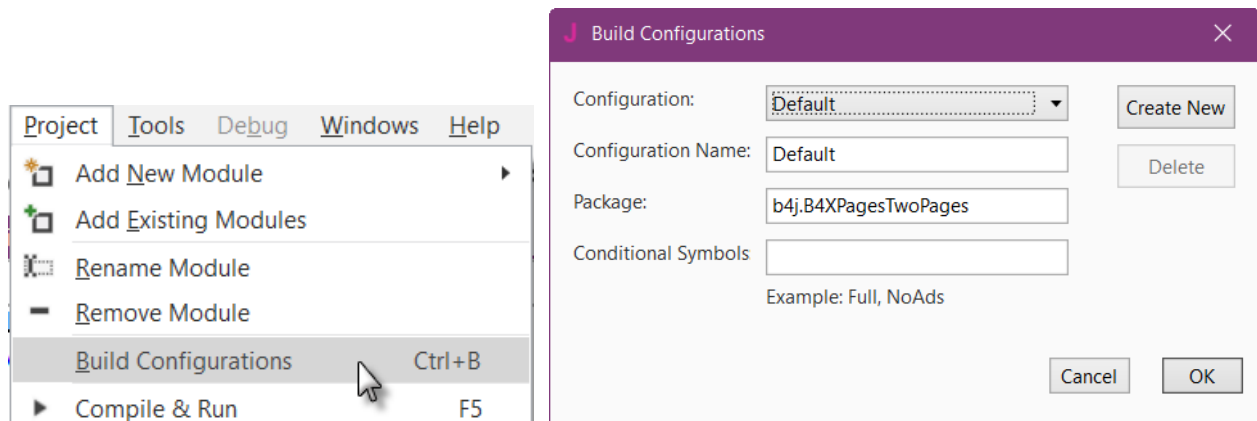 Project Tools Debug Windows Help
Add New Module
Add Existing Modules
Rename Module
Remove Module
Build Configurations Ctrl+B
Compile & Run F5
J Build Configurations
Configuration: Default Create New
Configuration Name: Default Delete
Package: b4j.B4XPagesTwoPages
Conditional Symbols
Example: Full, NoAds
Cancel OK